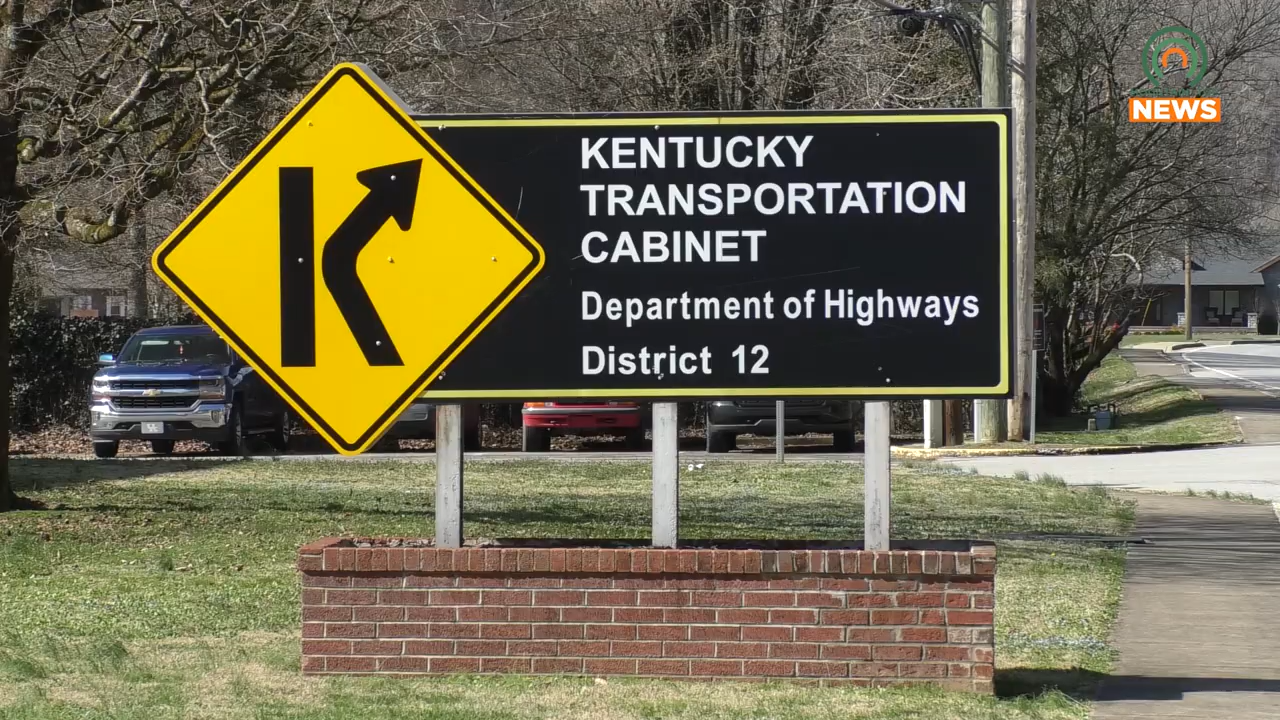 NEWS
KENTUCKY
TRANSPORTATION
CABINET
Department of Highways
District 12